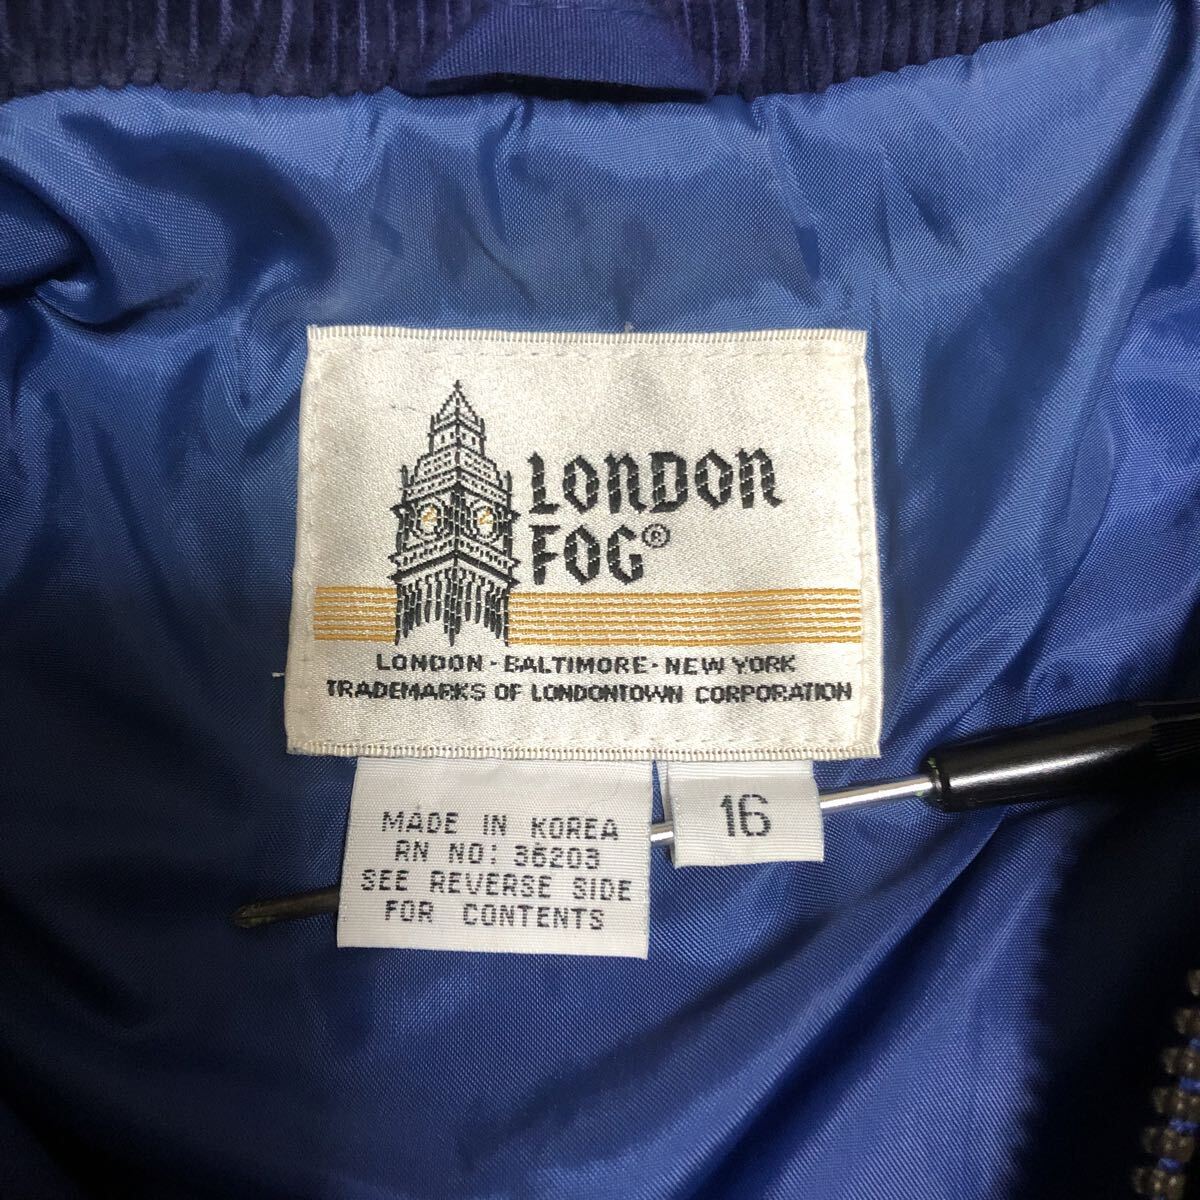 LONDON
FOG®
LONDON - BALTIMORE - NEW YORK
TRADEMARKS OF LONDONTOWN CORPORATION
MADE IN KOREA
RN NO: 36203
SEE REVERSE SIDE
FOR CONTENTS
16